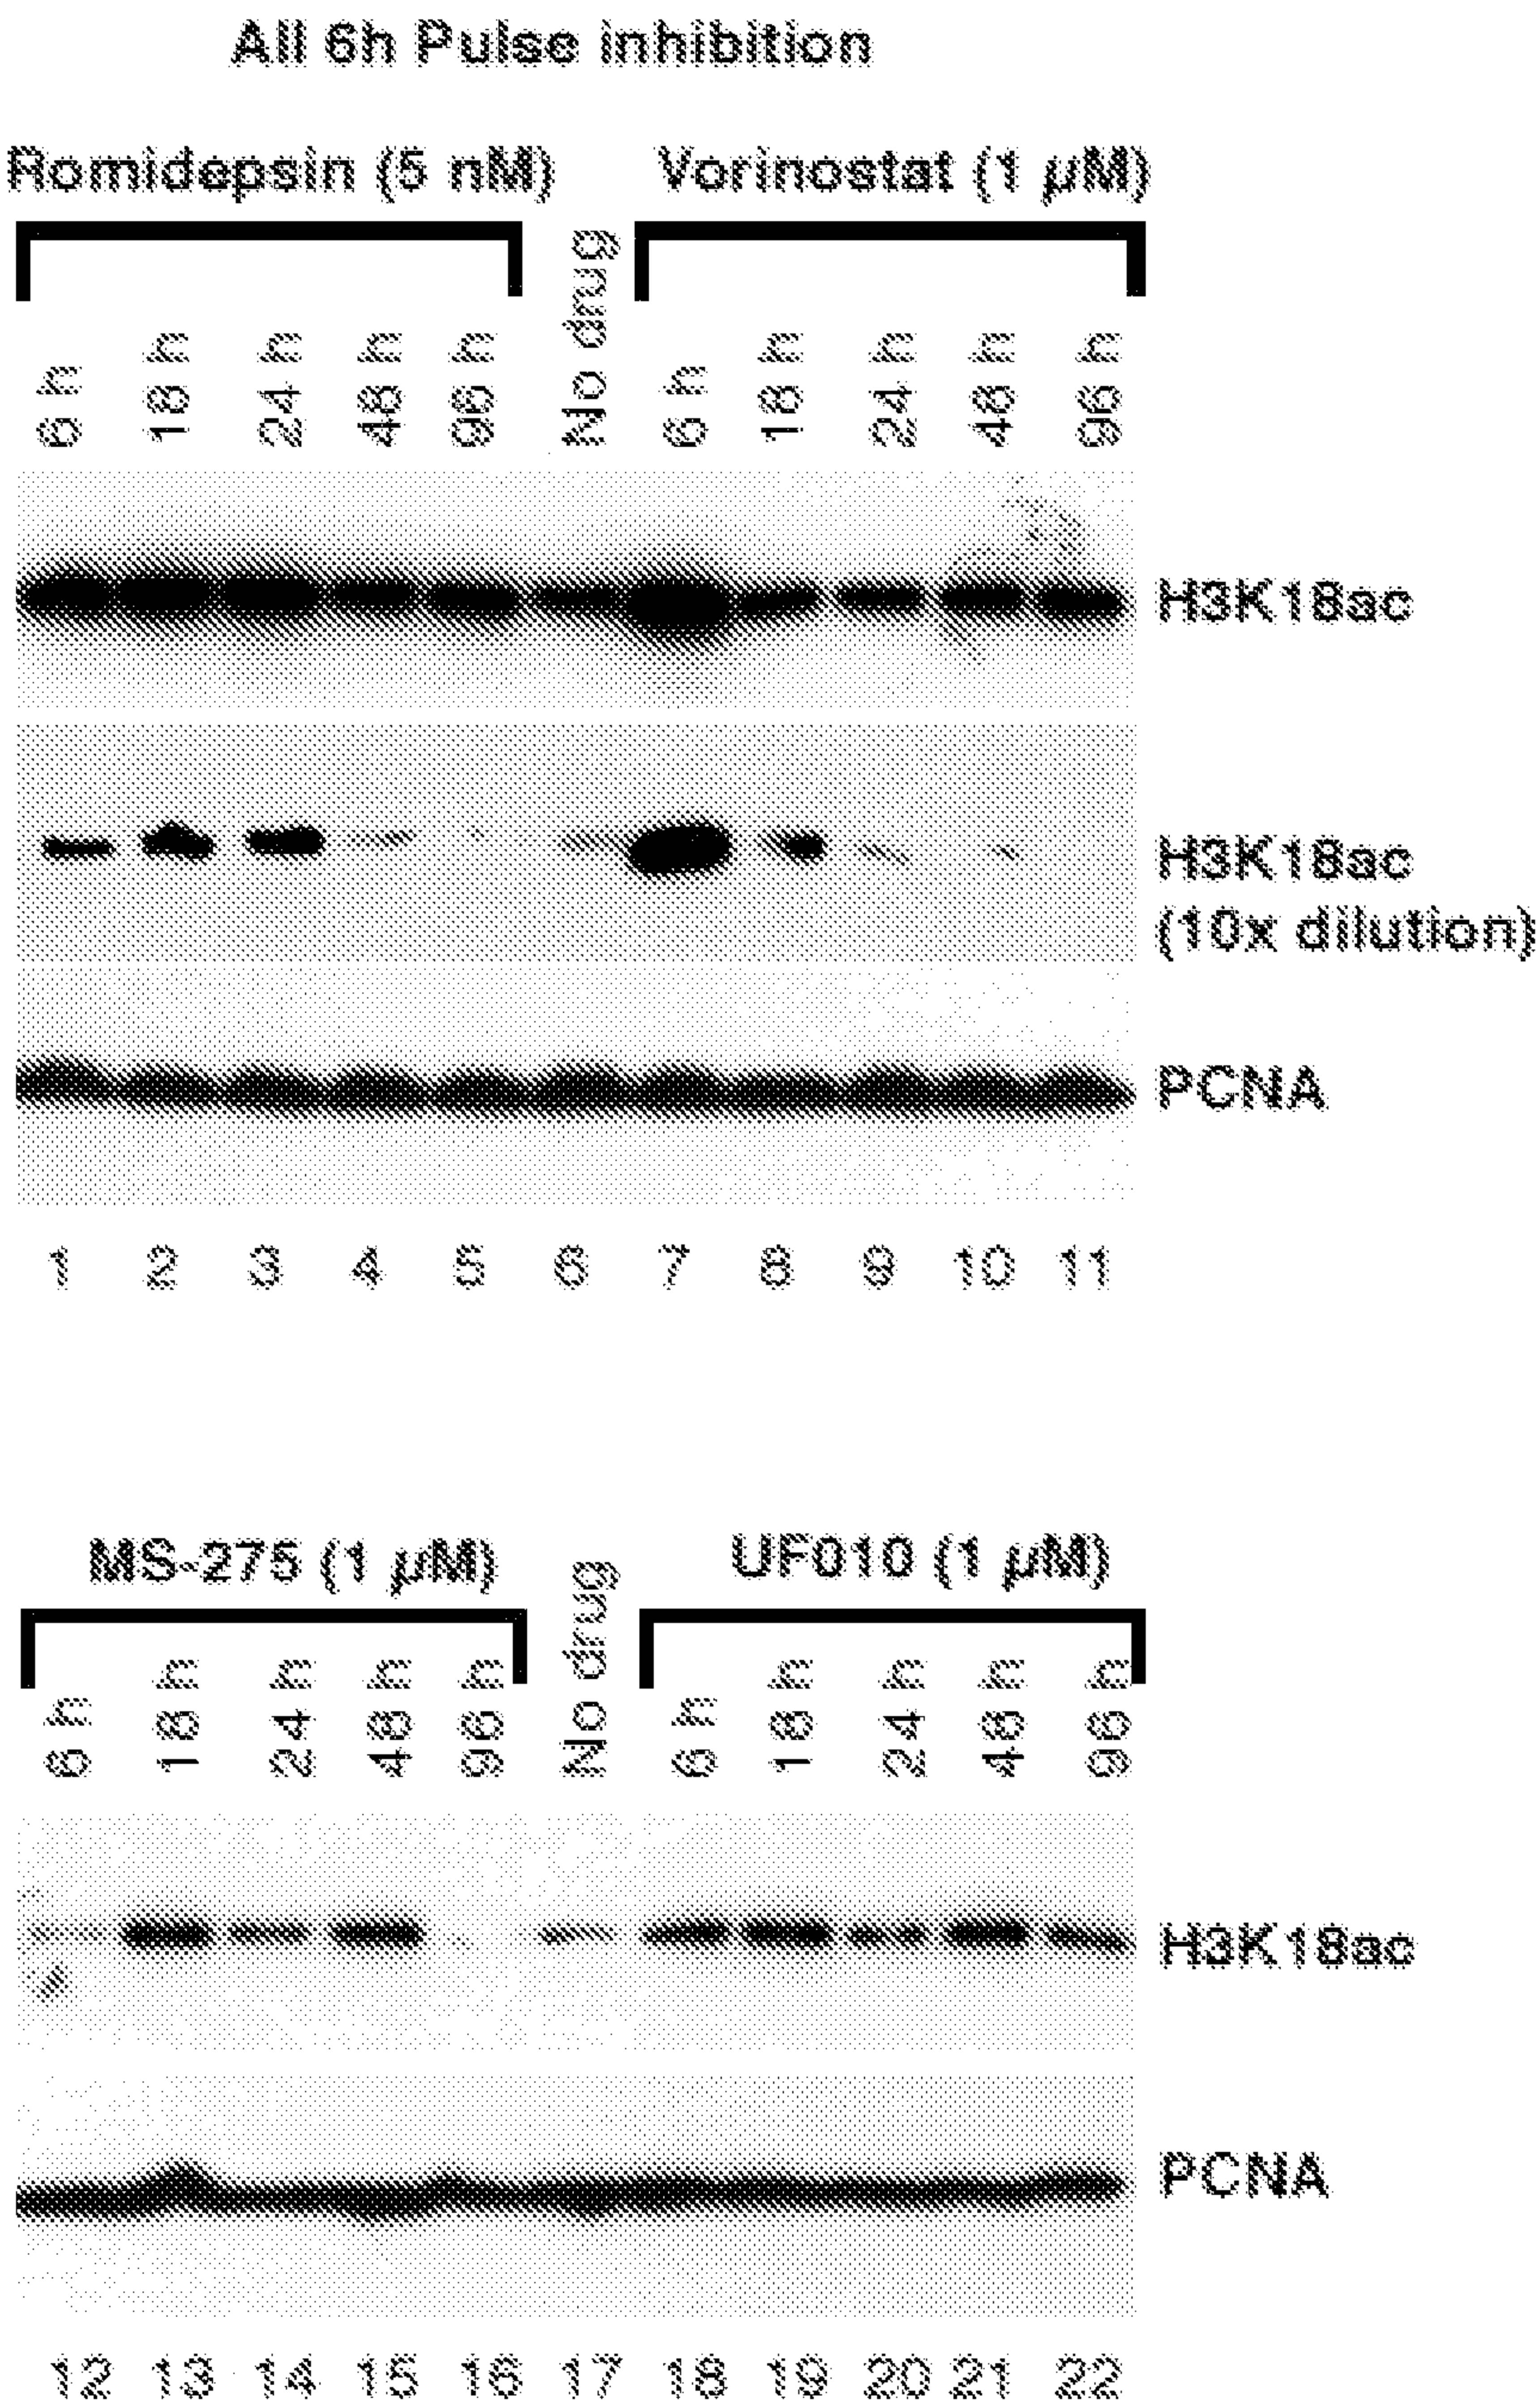 All 6h Pulse inhibition
Romidepsin (5 nM)
No drug
Vorinostat (1 µM)
6 h
18 h
24 h
48 h
96 h
6 h
18 h
24 h
48 h
96 h
H3K18ac
H3K18ac
(10x dilution)
PCNA
1 2 3 4 5 6 7 8 9 10 11
MS-275 (1 µM)
No drug
UF010 (1 µM)
6 h
18 h
24 h
48 h
96 h
6 h
18 h
24 h
48 h
96 h
H3K18ac
PCNA
12 13 14 15 16 17 18 19 20 21 22